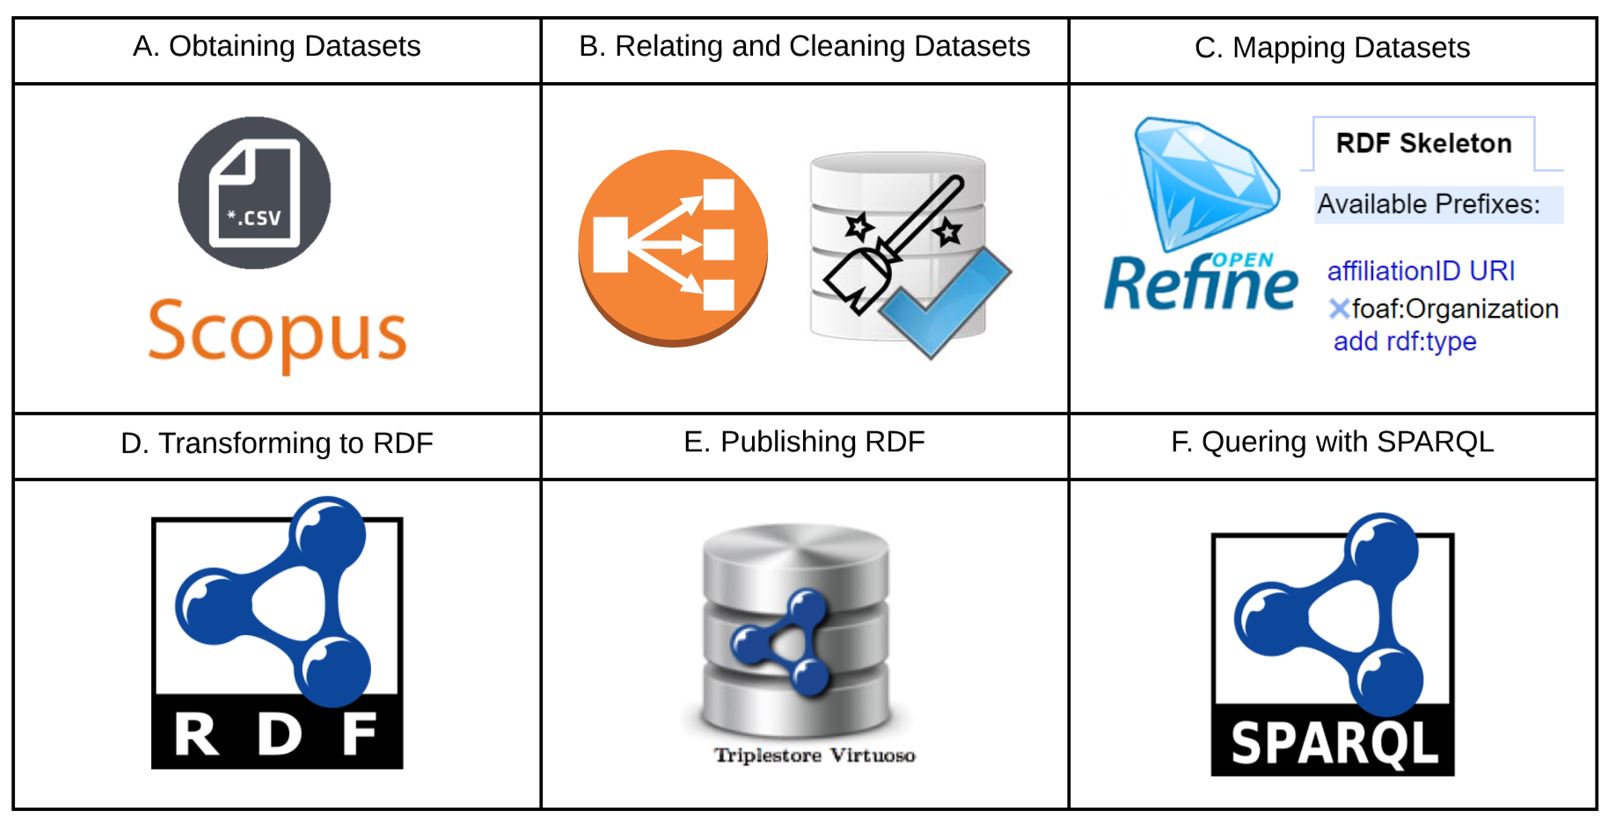 A. Obtaining Datasets
B. Relating and Cleaning Datasets
C. Mapping Datasets
*.CSV
Scopus
OPEN
Refine
RDF Skeleton
Available Prefixes:
affiliationID URI
foaf:Organization
add rdf:type
D. Transforming to RDF
E. Publishing RDF
F. Quering with SPARQL
RDF
Triplestore Virtuoso
SPARQL